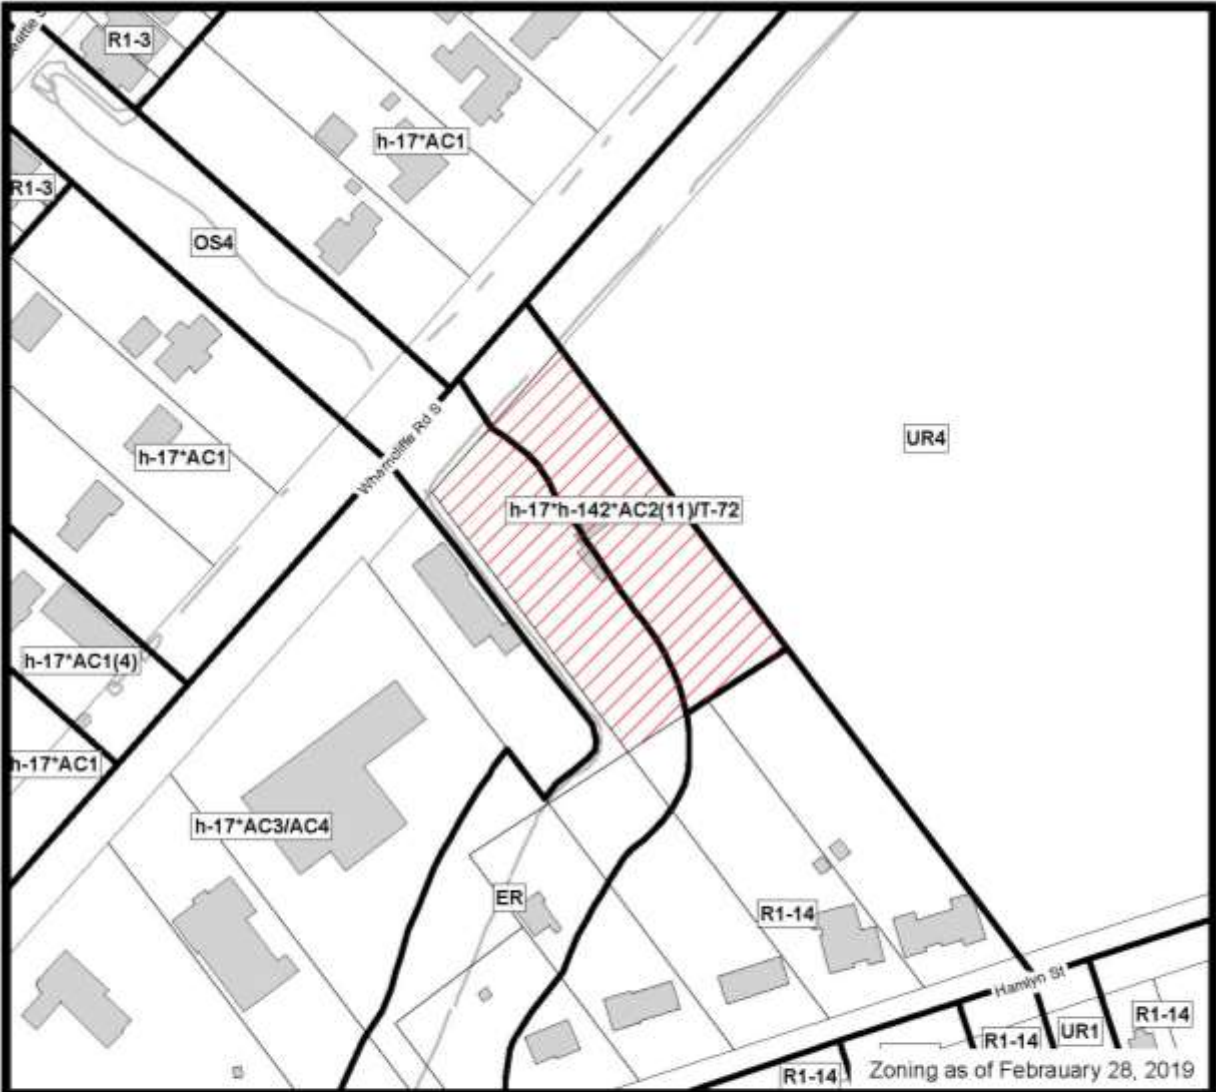 R1-3
h-17*AC1
R1-3
OS4
Wharncliffe Rd S
UR4
h-17*AC1
h-17*h-142*AC2(11)/T-72
h-17*AC1(4)
h-17*AC1
h-17*AC3/AC4
ER
R1-14
Hamlyn St
R1-14
UR1
R1-14
R1-14
Zoning as of Febrauary 28, 2019